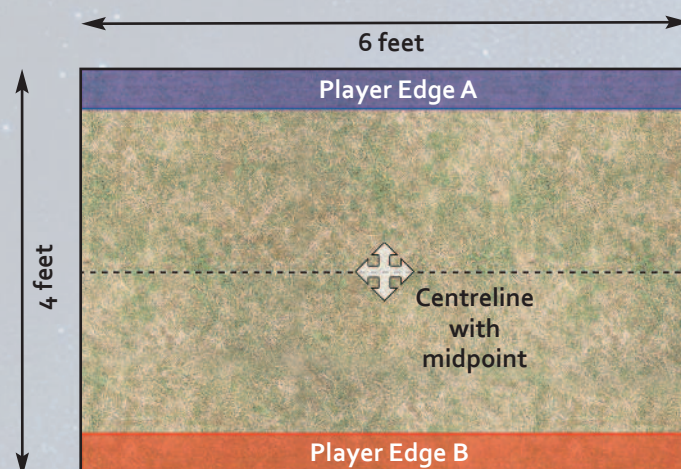 6 feet
Player Edge A
4 feet
Centreline
with
midpoint
Player Edge B